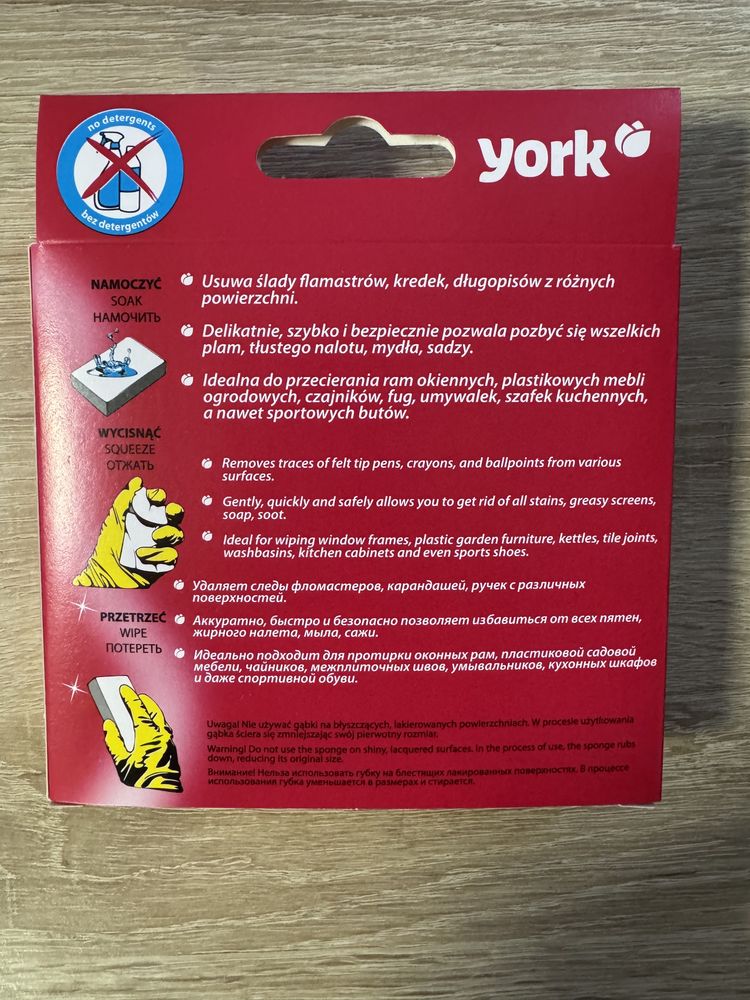 no detergents
bez detergentów
york
NAMOCZYĆ
SOAK
НАМОЧИТЬ
WYCISNĄĆ
SQUEEZE
ОТЖАТЬ
PRZETRZEĆ
WIPE
ПОТЕРЕТЬ
Usuwa ślady flamastrów, kredek, długopisów z różnych
powierzchni.
Delikatnie, szybko i bezpiecznie pozwala pozbyć się wszelkich
plam, tłustego nalotu, mydła, sadzy.
Idealna do przecierania ram okiennych, plastikowych mebli
ogrodowych, czajników, fug, umywalek, szafek kuchennych,
a nawet sportowych butów.
Removes traces of felt tip pens, crayons, and ballpoints from various
surfaces.
Gently, quickly and safely allows you to get rid of all stains, greasy screens,
soap, soot.
Ideal for wiping window frames, plastic garden furniture, kettles, tile joints,
washbasins, kitchen cabinets and even sports shoes.
Удаляет следы фломастеров, карандашей, ручек с различных
поверхностей.
Аккуратно, быстро и безопасно позволяет избавиться от всех пятен,
жирного налета, мыла, сажи.
Идеально подходит для протирки оконных рам, пластиковой садовой
мебели, чайников, межплиточных швов, умывальников, кухонных шкафов
и даже спортивной обуви.
Uwaga! Nie używać gąbki na błyszczących, lakierowanych powierzchniach. W procesie użytkowania
gąbka ściera się zmniejszając swój pierwotny rozmiar.
Warning! Do not use the sponge on shiny, lacquered surfaces. In the process of use, the sponge rubs
down, reducing its original size.
Внимание! Нельзя использовать губку на блестящих лакированных поверхностях. В процессе
использования губка уменьшается в размерах и стирается.